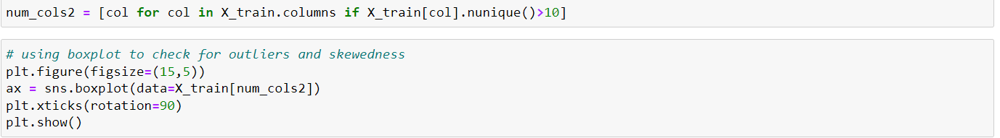 num_cols2 = [col for col in X_train.columns if X_train[col].nunique()>10]
# using boxplot to check for outliers and skewedness
plt.figure(figsize=(15,5))
ax = sns.boxplot(data=X_train[num_cols2])
plt.xticks(rotation=90)
plt.show()